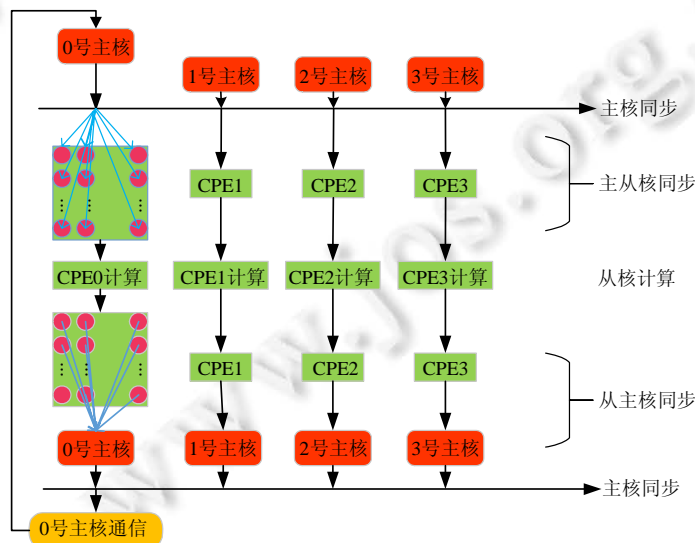 0号主核
1号主核
2号主核
3号主核
主核同步
CPE1
CPE2
CPE3
主从核同步
CPE0计算
CPE1计算
CPE2计算
CPE3计算
从核计算
CPE1
CPE2
CPE3
从主核同步
0号主核
1号主核
2号主核
3号主核
主核同步
0号主核通信
www.jos.org.